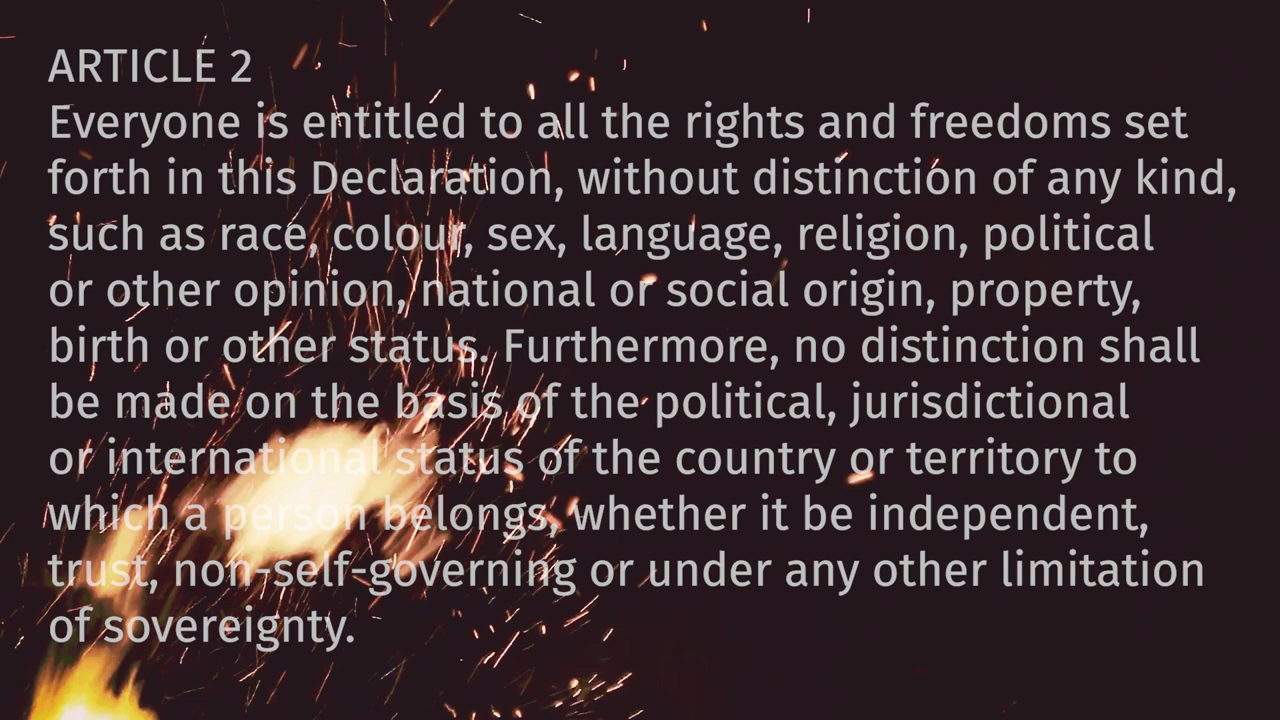 ARTICLE 2
Everyone is entitled to all the rights and freedoms set
forth in this Declaration, without distinction of any kind,
such as race, colour, sex, language, religion, political
or other opinion, national or social origin, property,
birth or other status. Furthermore, no distinction shall
be made on the basis of the political, jurisdictional
or international status of the country or territory to
which a person belongs, whether it be independent,
trust, non-self-governing or under any other limitation
of sovereignty.